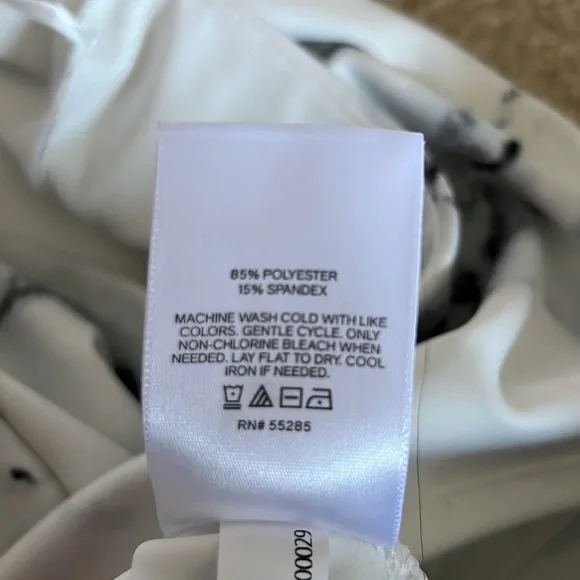 85% POLYESTER
15% SPANDEX
MACHINE WASH COLD WITH LIKE
COLORS. GENTLE CYCLE. ONLY
NON-CHLORINE BLEACH WHEN
NEEDED. LAY FLAT TO DRY. COOL
IRON IF NEEDED.
RN# 55285
00029